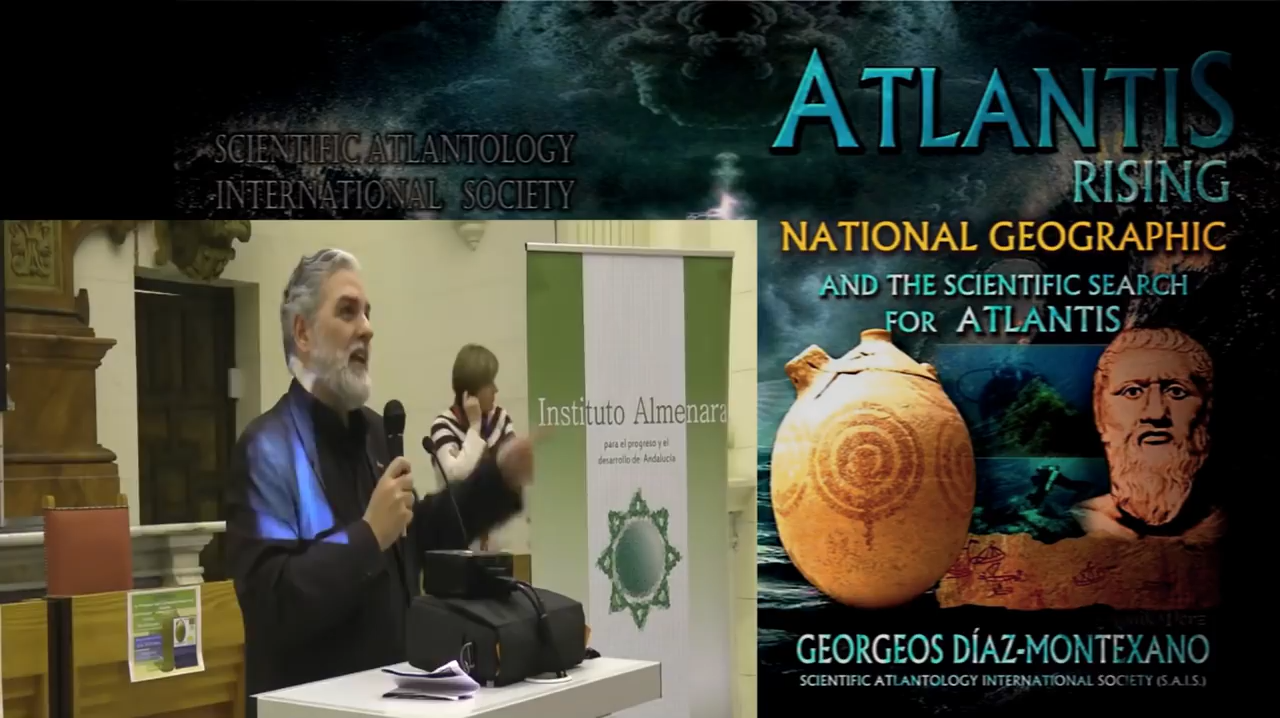 SCIENTIFIC ATLANTOLOGY
INTERNATIONAL SOCIETY
ATLANTIS
RISING
NATIONAL GEOGRAPHIC
AND THE SCIENTIFIC SEARCH
FOR ATLANTIS
Instituto Almenara
para el progreso y el
desarrollo de Andalucía
GEORGEOS DÍAZ-MONTEXANO
SCIENTIFIC ATLANTOLOGY INTERNATIONAL SOCIETY (S.A.I.S.)